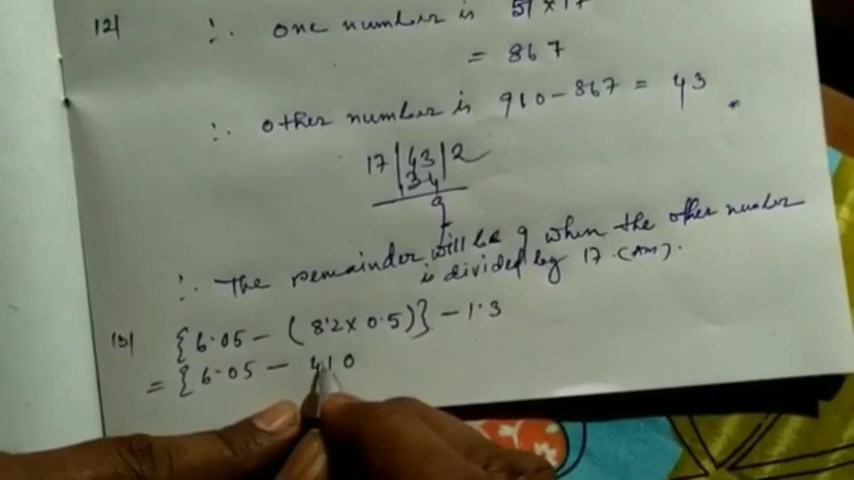 12) ∴ one number is 51 × 17
= 867
∴ other number is 910 - 867 = 43
17 | 43 | 2
34
9
∴ The remainder will be 9 when the other number
is divided by 17. (Ans).
13) {6.05 - (8.2 × 0.5)} - 1.3
= {6.05 - 410